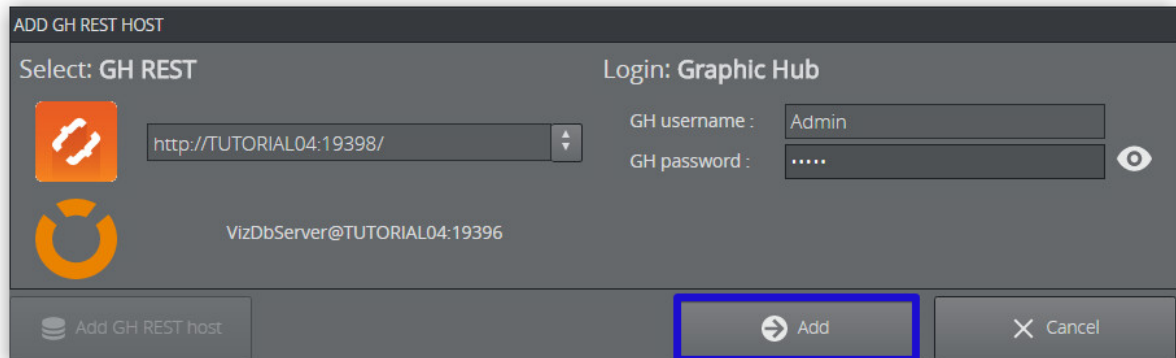 ADD GH REST HOST
Select: GH REST
http://TUTORIAL04:19398/
VizDbServer@TUTORIAL04:19396
Login: Graphic Hub
GH username : Admin
GH password : •••••
Add GH REST host
Add
Cancel